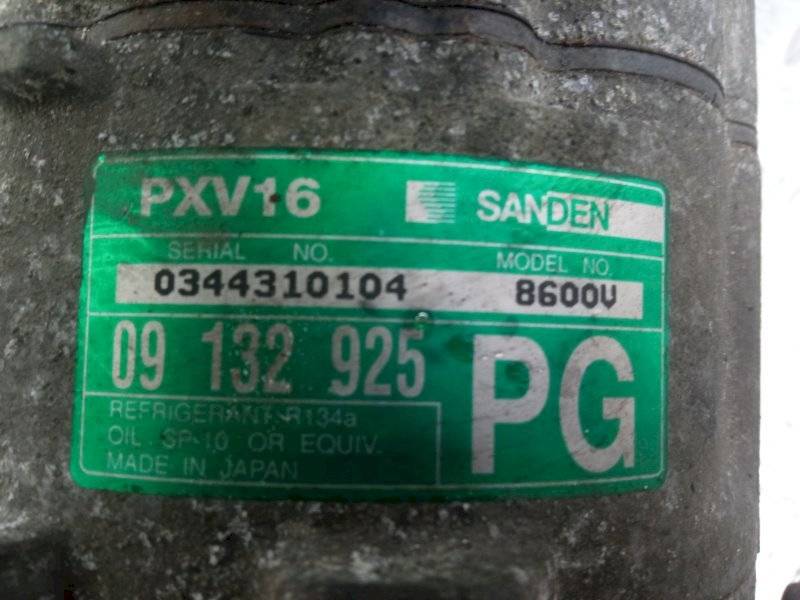 PXV16 SANDEN
SERIAL NO. MODEL NO.
0344310104 8600V
09 132 925 PG
REFRIGERANT R134a
OIL SP-10 OR EQUIV.
MADE IN JAPAN